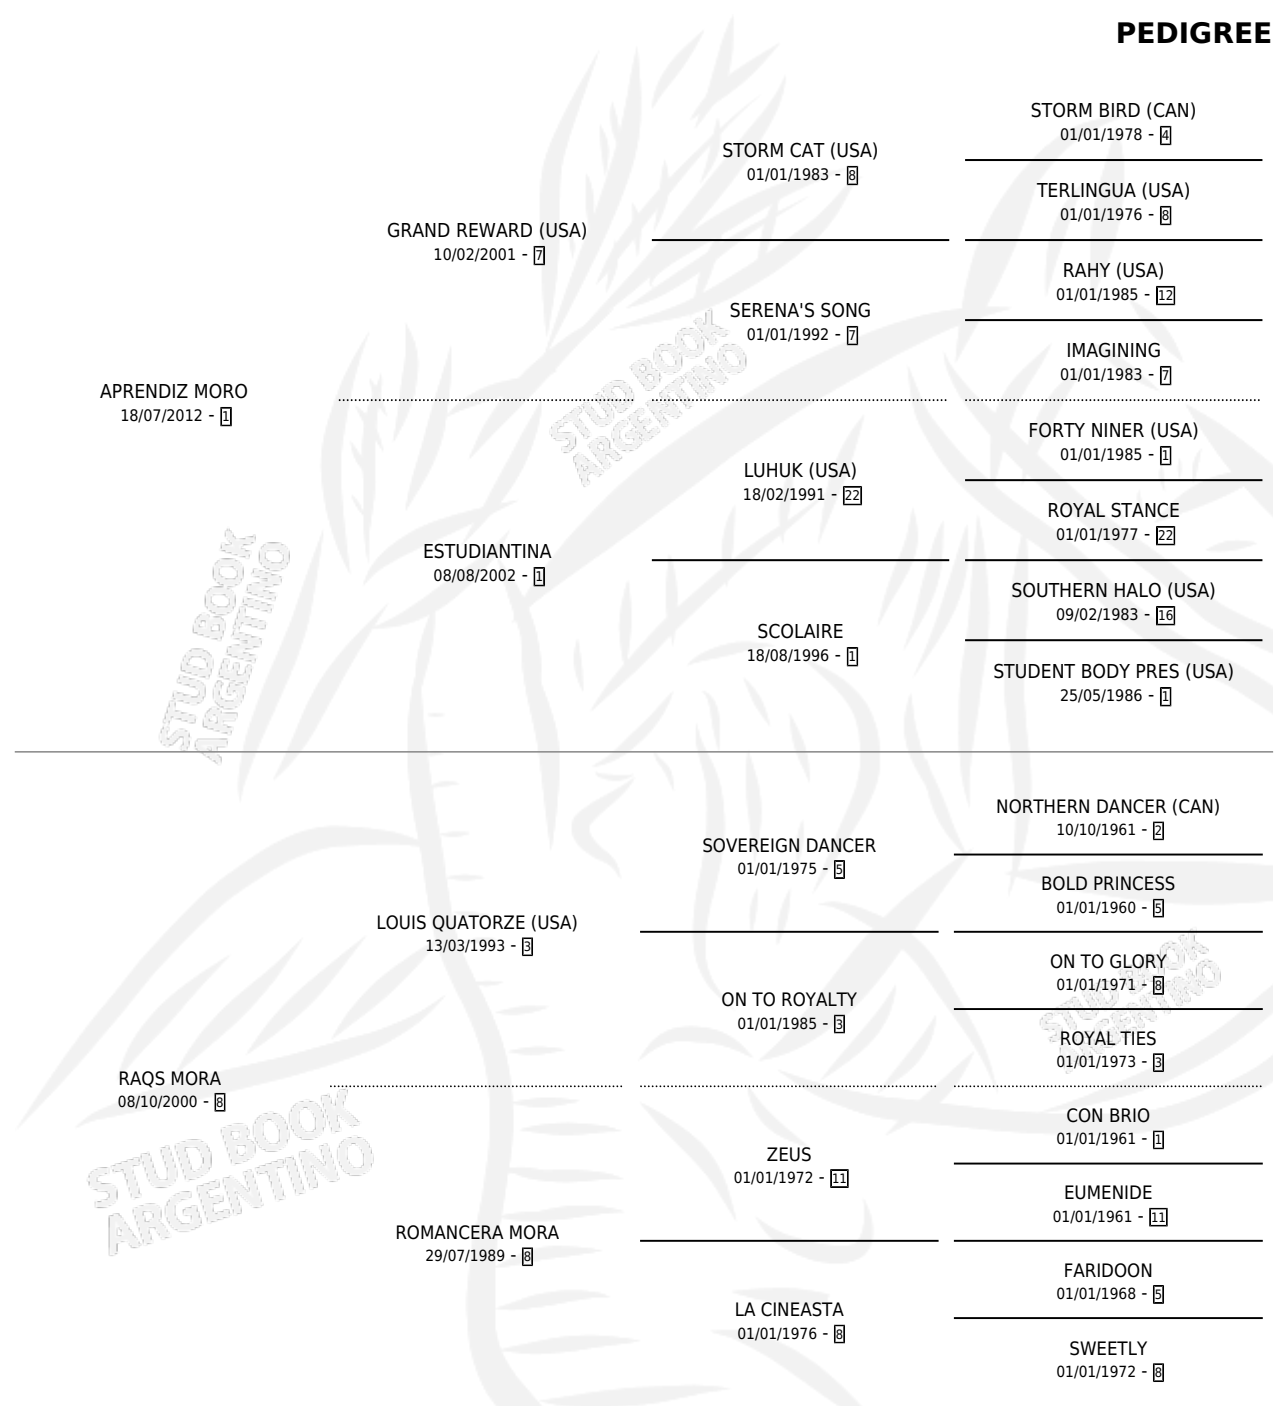 PEDIGREE
STORM BIRD (CAN)
01/01/1978 - 4
STORM CAT (USA)
01/01/1983 - 8
TERLINGUA (USA)
01/01/1976 - 8
GRAND REWARD (USA)
10/02/2001 - 7
RAHY (USA)
01/01/1985 - 12
SERENA'S SONG
01/01/1992 - 7
IMAGINING
01/01/1983 - 7
APRENDIZ MORO
18/07/2012 - 1
FORTY NINER (USA)
01/01/1985 - 1
LUHUK (USA)
18/02/1991 - 22
ROYAL STANCE
01/01/1977 - 22
ESTUDIANTINA
08/08/2002 - 1
SOUTHERN HALO (USA)
09/02/1983 - 16
SCOLAIRE
18/08/1996 - 1
STUDENT BODY PRES (USA)
25/05/1986 - 1
NORTHERN DANCER (CAN)
10/10/1961 - 2
SOVEREIGN DANCER
01/01/1975 - 5
BOLD PRINCESS
01/01/1960 - 5
LOUIS QUATORZE (USA)
13/03/1993 - 3
ON TO GLORY
01/01/1971 - 8
ON TO ROYALTY
01/01/1985 - 3
ROYAL TIES
01/01/1973 - 3
RAQS MORA
08/10/2000 - 8
CON BRIO
01/01/1961 - 1
ZEUS
01/01/1972 - 11
EUMENIDE
01/01/1961 - 11
ROMANCERA MORA
29/07/1989 - 8
FARIDOON
01/01/1968 - 5
LA CINEASTA
01/01/1976 - 8
SWEETLY
01/01/1972 - 8
STUD BOOK
ARGENTINO
STUD BOOK
ARGENTINO
STUD BOOK
ARGENTINO
STUD BOOK
ARGENTINO